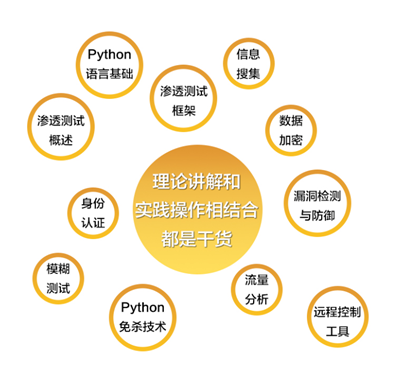 Python
语言基础
信息
搜集
渗透测试
框架
渗透测试
概述
数据
加密
理论讲解和
实践操作相结合
都是干货
身份
认证
漏洞检测
与防御
模糊
测试
流量
分析
Python
免杀技术
远程控制
工具